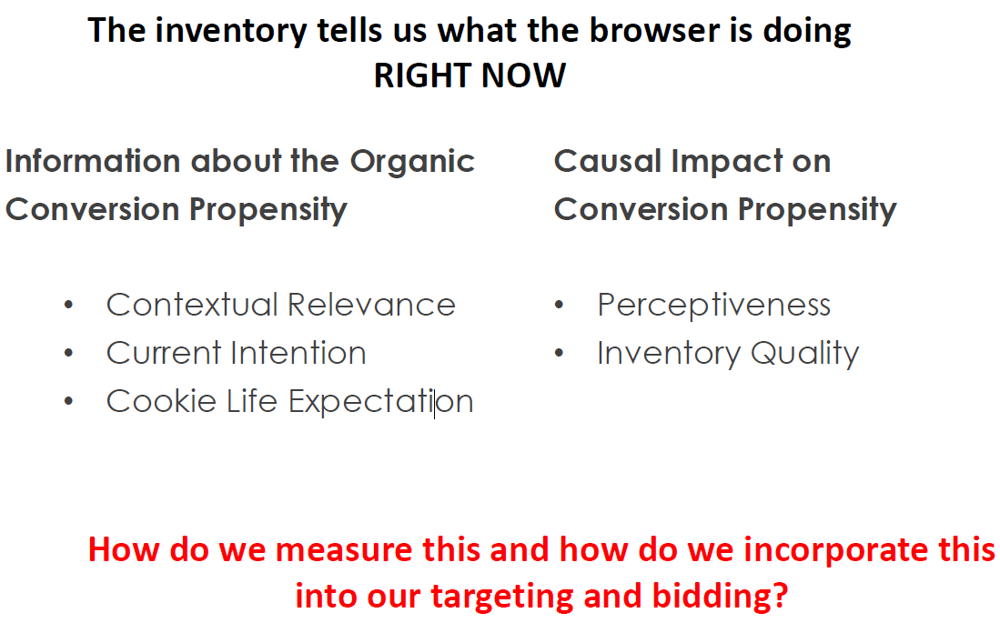 The inventory tells us what the browser is doing
RIGHT NOW
Information about the Organic
Conversion Propensity
• Contextual Relevance
• Current Intention
• Cookie Life Expectation
Causal Impact on
Conversion Propensity
• Perceptiveness
• Inventory Quality
How do we measure this and how do we incorporate this
into our targeting and bidding?